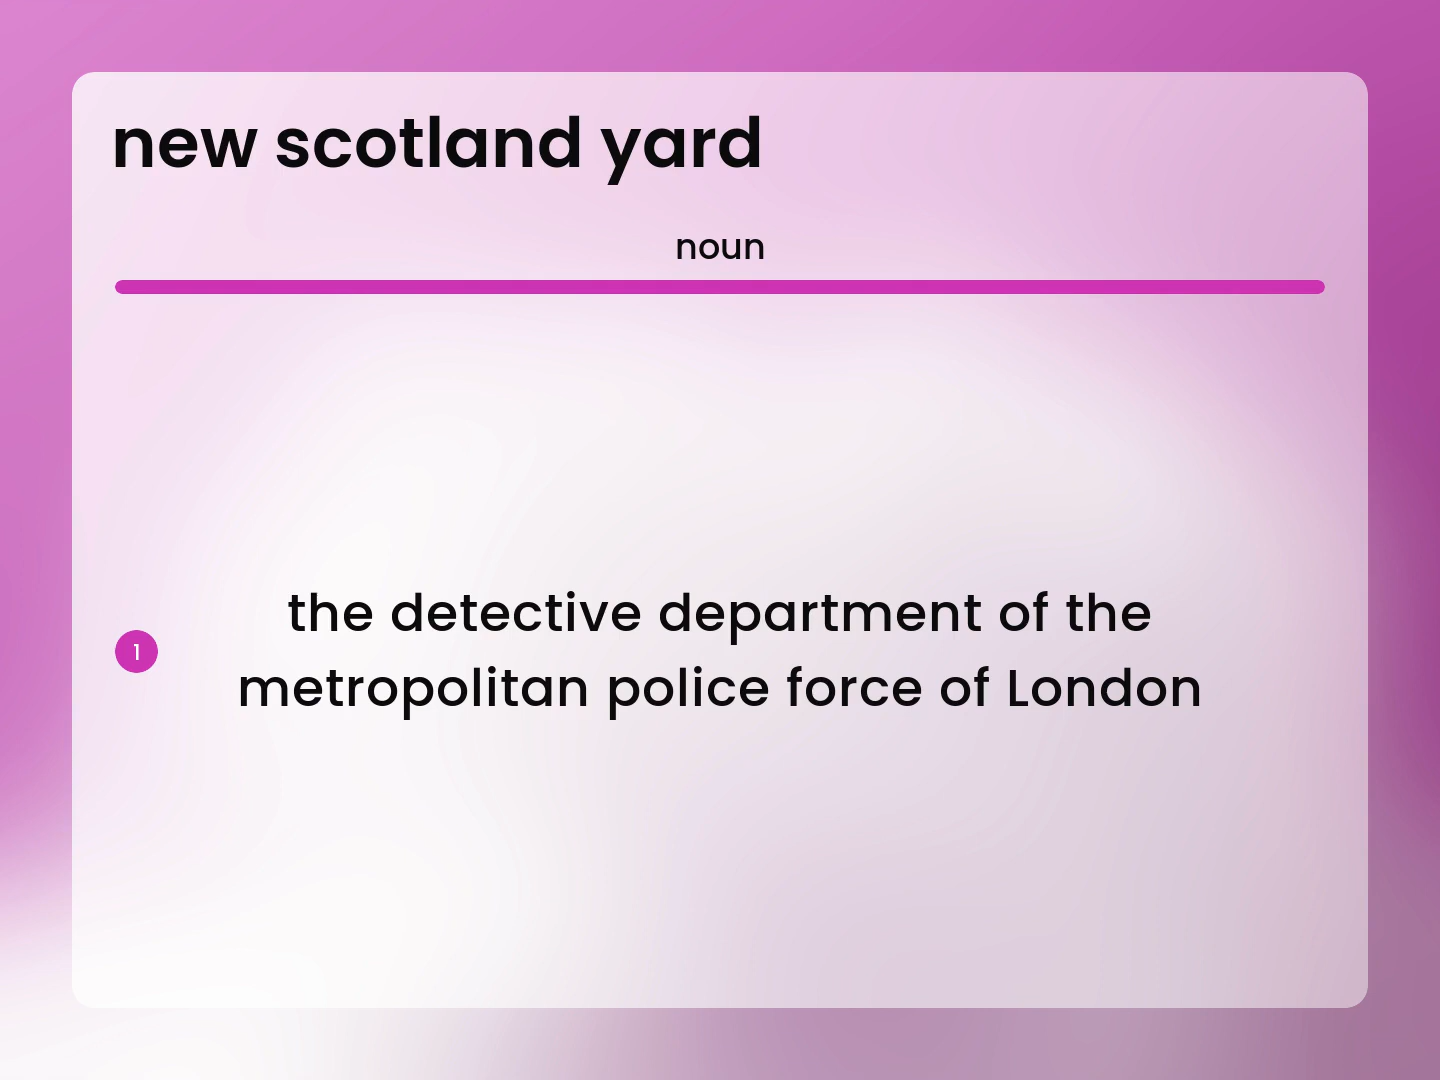 new scotland yard
noun
1
the detective department of the
metropolitan police force of London